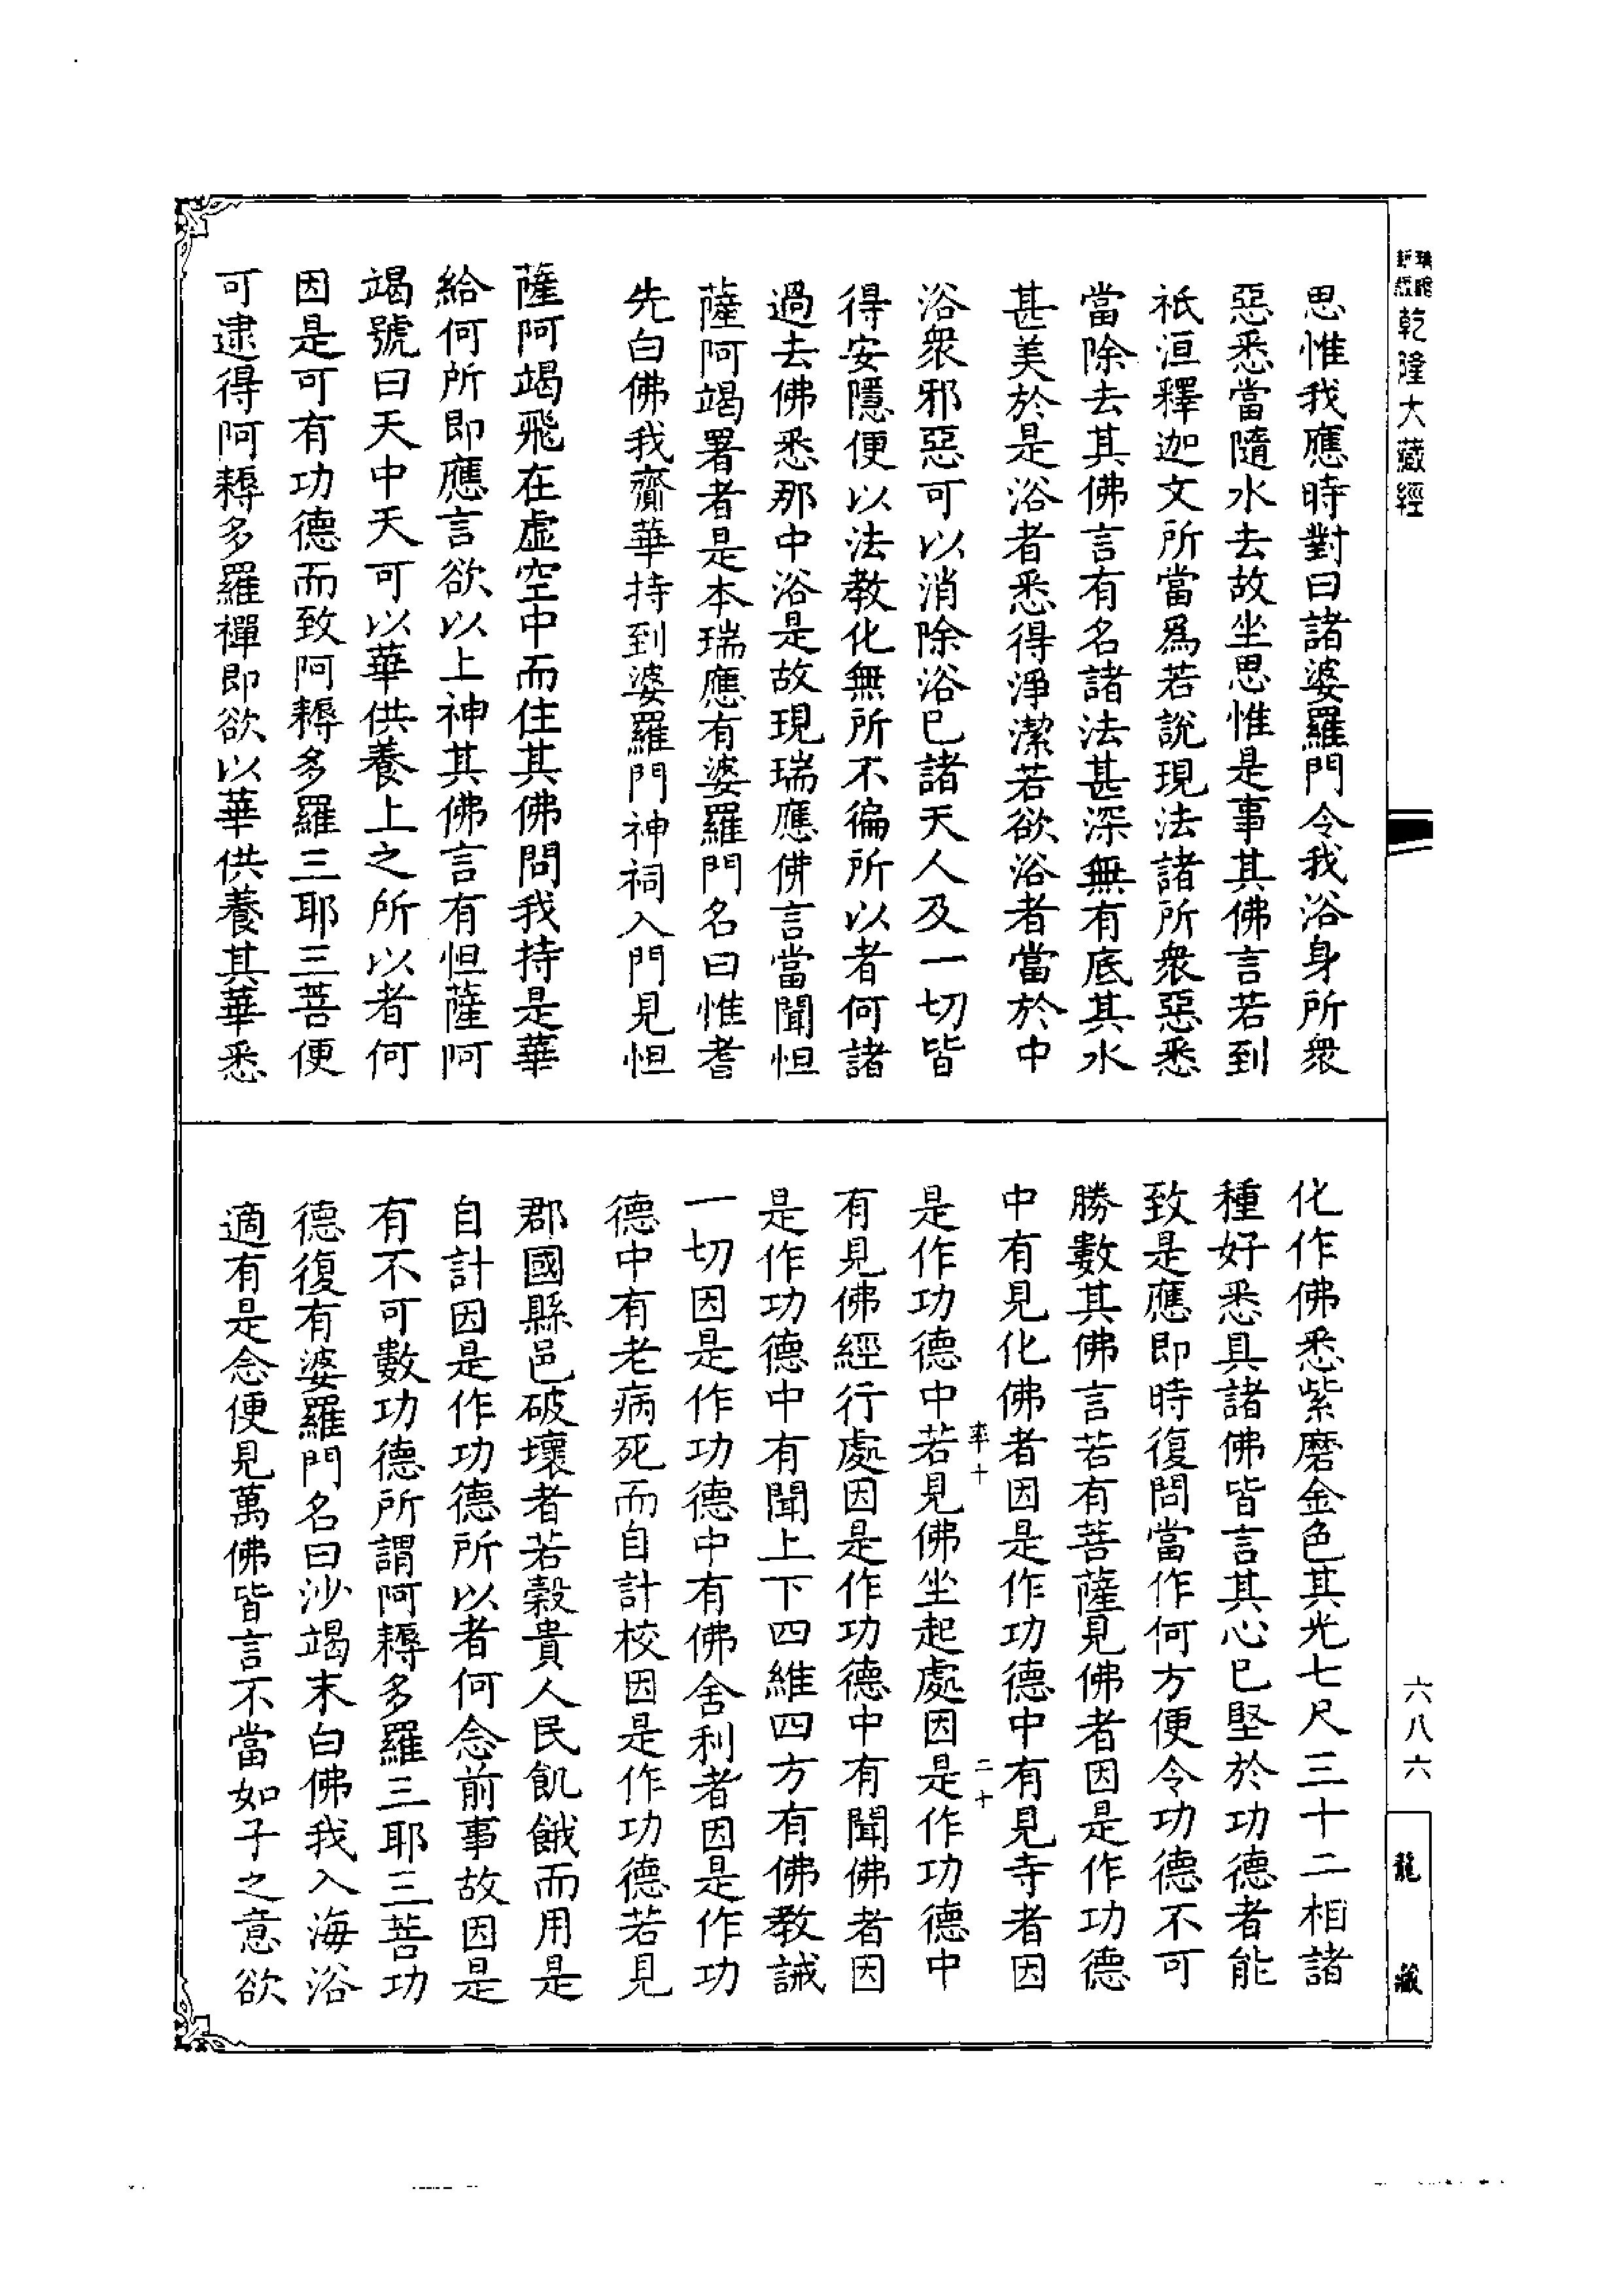 乾隆大藏經
思惟我應時對曰諸婆羅門令我浴身所衆
惡悉當隨水去故坐思惟是事其佛言若到
祇洹釋迦文所當爲若說現法諸所衆惡悉
當除去其佛言有名諸法甚深無有底其水
甚美於是浴者悉得淨潔若欲浴者當於中
浴衆邪惡可以消除浴已諸天人及一切皆
得安隱便以法教化無所不徧所以者何諸
過去佛悉那中浴是故現瑞應佛言當聞怛
薩阿竭署者是本瑞應有婆羅門名曰惟耆
先白佛我齎華持到婆羅門神祠入門見怛
薩阿竭飛在虛空中而住其佛問我持是華
給何所即應言欲以上神其佛言有怛薩阿
竭號曰天中天可以華供養上之所以者何
因是可有功德而致阿耨多羅三耶三菩便
可逮得阿耨多羅禪即欲以華供養其華悉
化作佛悉紫磨金色其光七尺三十二相諸
種好悉具諸佛皆言其心已堅於功德者能
致是應即時復問當作何方便令功德不可
勝數其佛言若有菩薩見佛者因是作功德
中有見化佛者因是作功德中有見寺者因
率十
二十
是作功德中若見佛坐起處因是作功德中
有見佛經行處因是作功德中有聞佛者因
是作功德中有聞上下四維四方有佛教誡
一切因是作功德中有佛舍利者因是作功
德中有老病死而自計校因是作功德若見
郡國縣邑破壞者若穀貴人民飢餓而用是
自計因是作功德所以者何念前事故因是
有不可數功德所謂阿耨多羅三耶三菩功
德復有婆羅門名曰沙竭末白佛我入海浴
適有是念便見萬佛皆言不當如子之意欲
六八六
龍藏